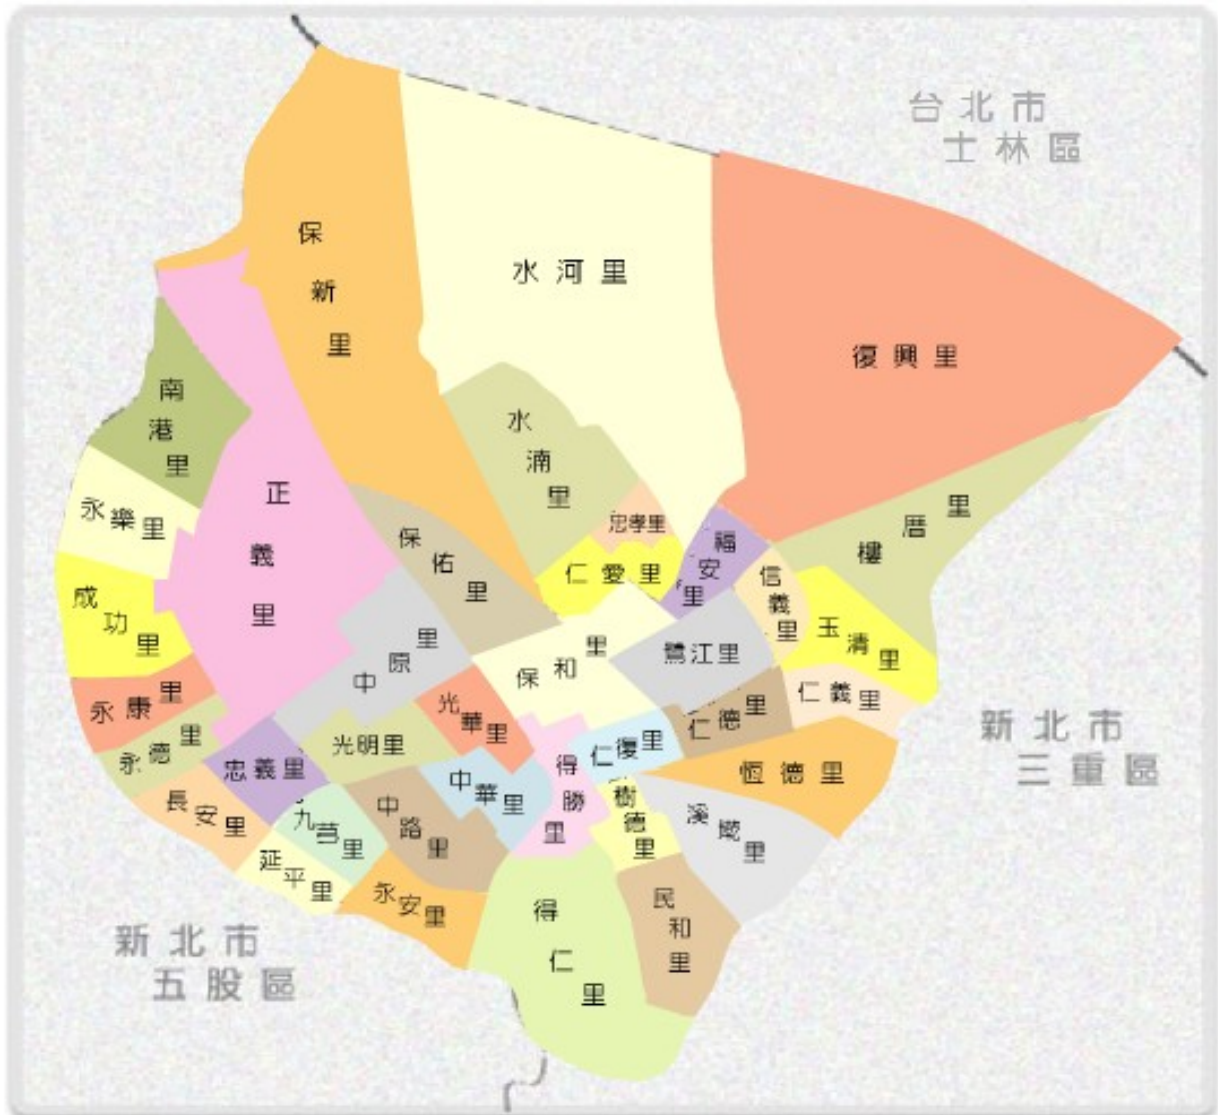 台北市
士林區
保新里
水河里
復興里
南港里
水湳里
正義里
永樂里
忠孝里
樓厝里
保佑里
仁愛里
福安里
信義里
成功里
玉清里
中原里
保和里
鷺江里
永康里
仁義里
光華里
仁德里
永德里
忠義里
光明里
仁復里
得勝里
恆德里
新北市
三重區
長安里
九芎里
中路里
中華里
樹德里
溪墘里
延平里
永安里
得仁里
民和里
新北市
五股區